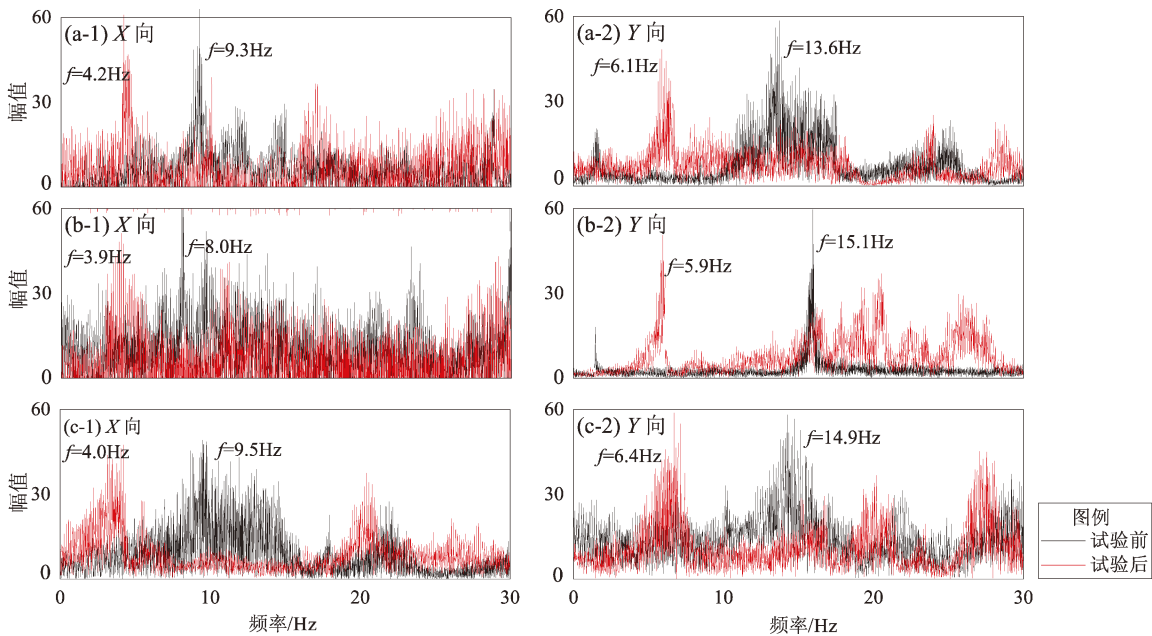 60
30
0
幅值
(a-1) X 向
f=4.2Hz
f=9.3Hz
60
30
0
(a-2) Y 向
f=6.1Hz
f=13.6Hz
60
30
0
幅值
(b-1) X 向
f=3.9Hz
f=8.0Hz
60
30
0
(b-2) Y 向
f=5.9Hz
f=15.1Hz
60
30
0
幅值
(c-1) X 向
f=4.0Hz
f=9.5Hz
0 10 20 30
频率/Hz
60
30
0
(c-2) Y 向
f=6.4Hz
f=14.9Hz
0 10 20 30
频率/Hz
图例
试验前
试验后